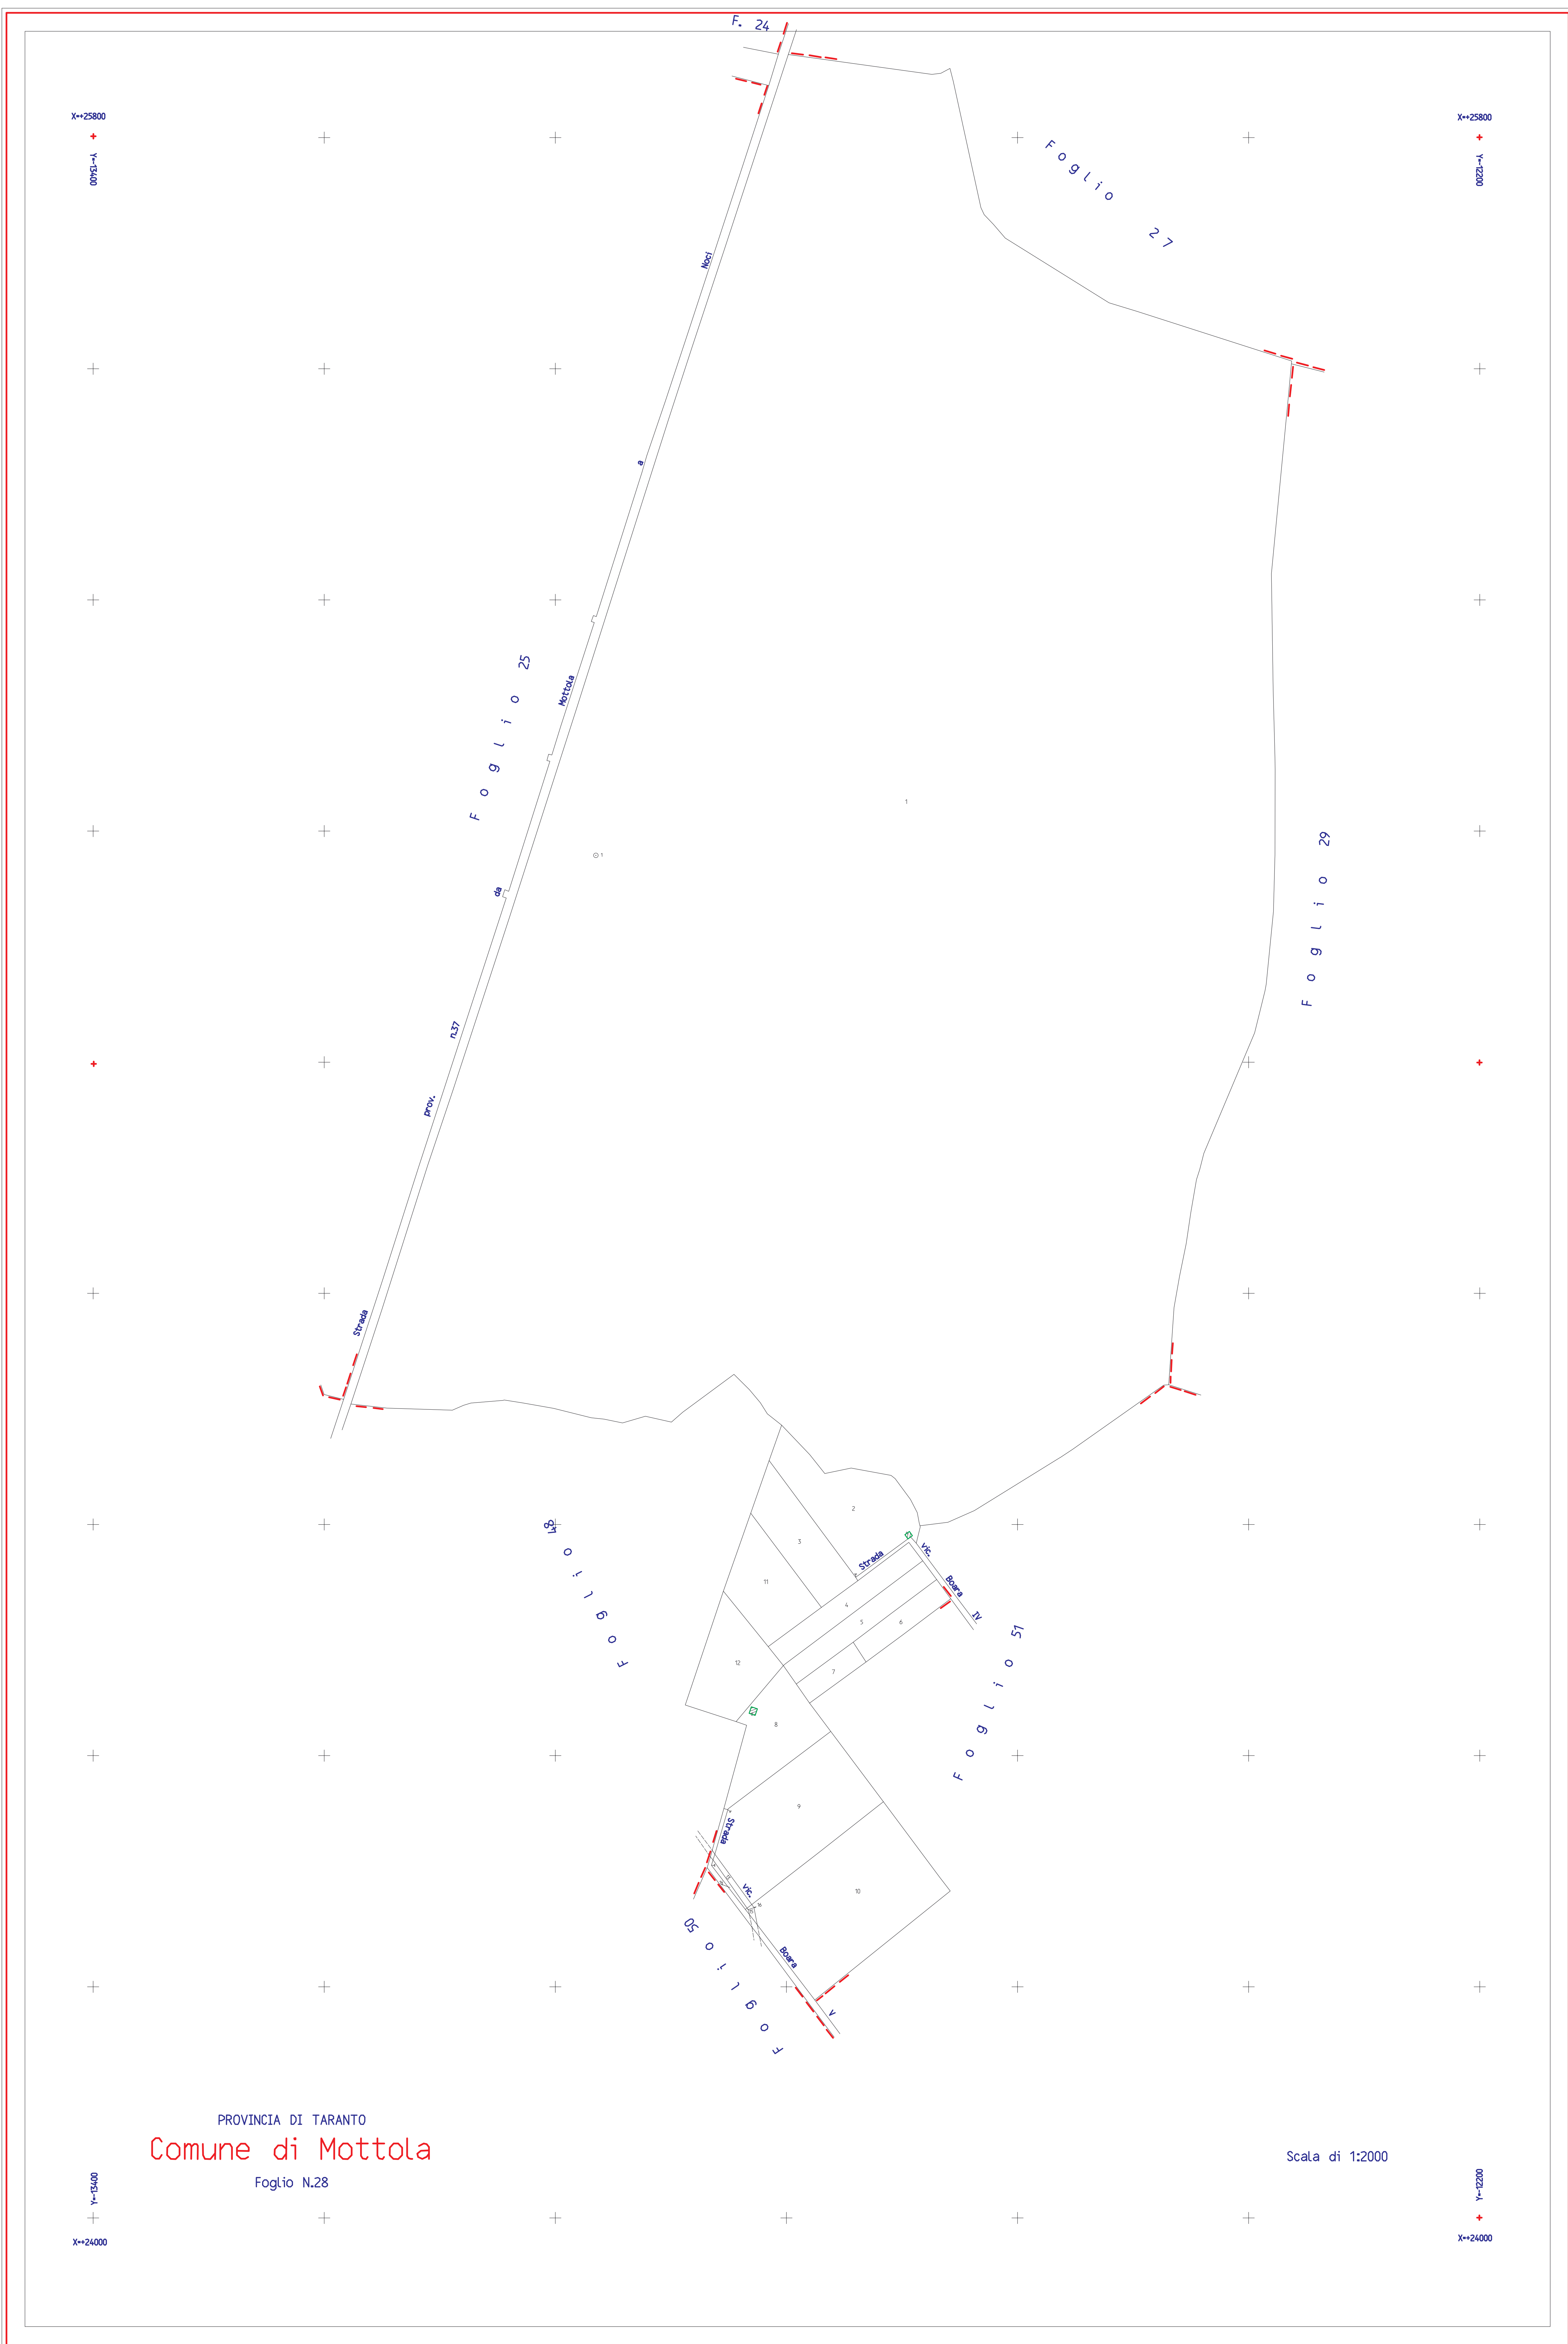 F. 24
X=+25800
X=+25800
Y=-13400
Y=-12200
Foglio 27
Noci
a
Foglio 25
Mottola
1
Foglio 29
1
da
n.37
prov.
Strada
2
Foglio 48
3
Strada
vic.
Boara
IV
11
4
5
6
Foglio 51
12
7
8
9
Strada
vic.
10
16
Foglio 50
Boara
V
PROVINCIA DI TARANTO
Comune di Mottola
Foglio N.28
Scala di 1:2000
Y=-13400
Y=-12200
X=+24000
X=+24000